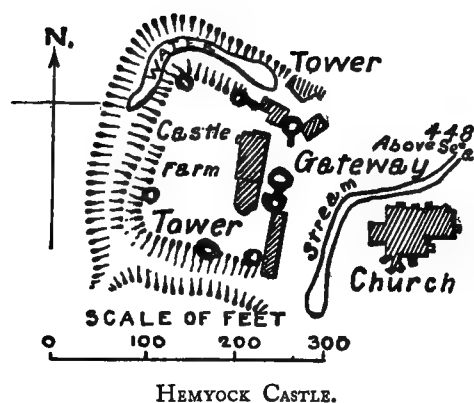 N.
WATER
Tower
Castle
Farm
Gateway
448
Above Sea
Stream
Tower
Church
SCALE OF FEET
0 100 200 300
HEMYOCK CASTLE.